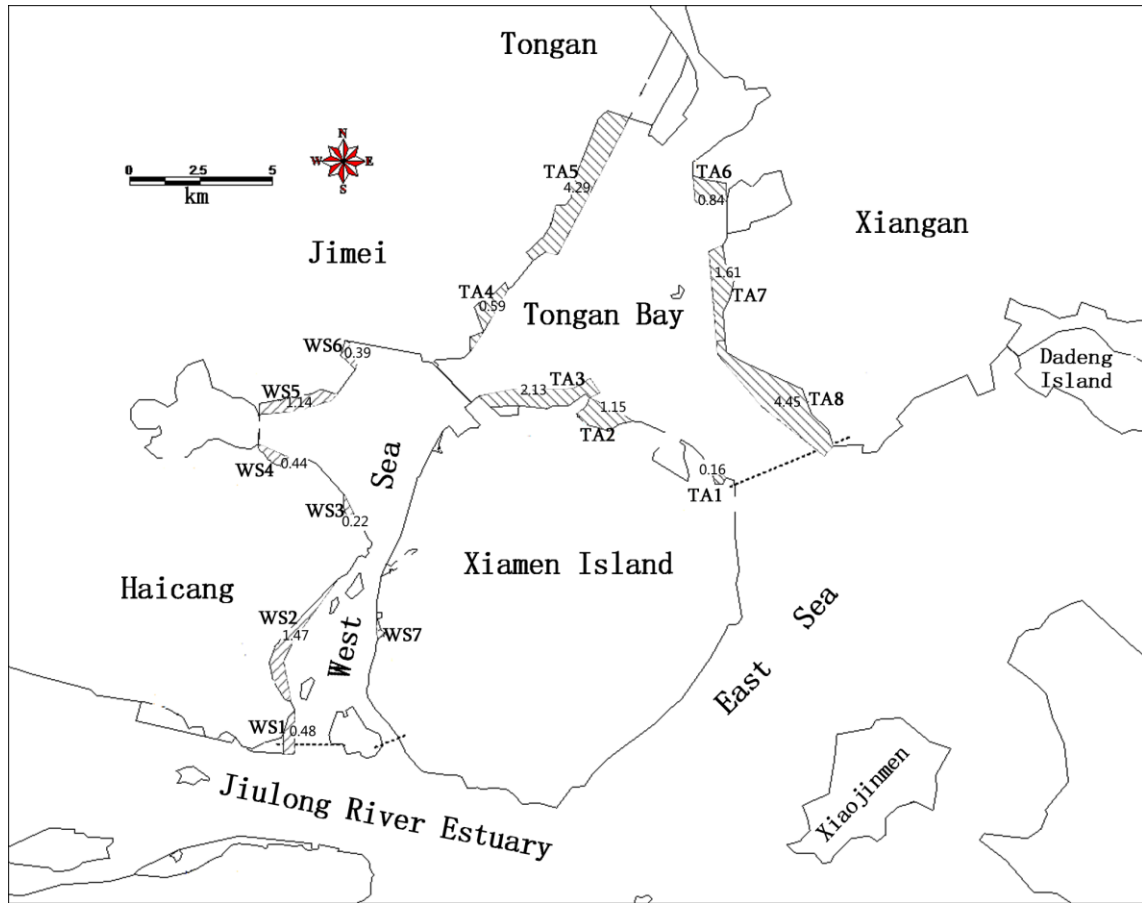 Tongan
N
W E
S
0 2.5 5
km
TA5
4.29
TA6
0.84
Xiangan
Jimei
1.61
TA7
TA4
0.59
Tongan Bay
WS6
0.39
Dadeng
Island
WS5
1.14
TA3
2.13
1.15
TA2
TA8
4.45
WS4
0.44
Sea
0.16
TA1
WS3
0.22
Xiamen Island
Haicang
WS2
1.47
West
WS7
East Sea
WS1
0.48
Jiulong River Estuary
Xiaojinmen